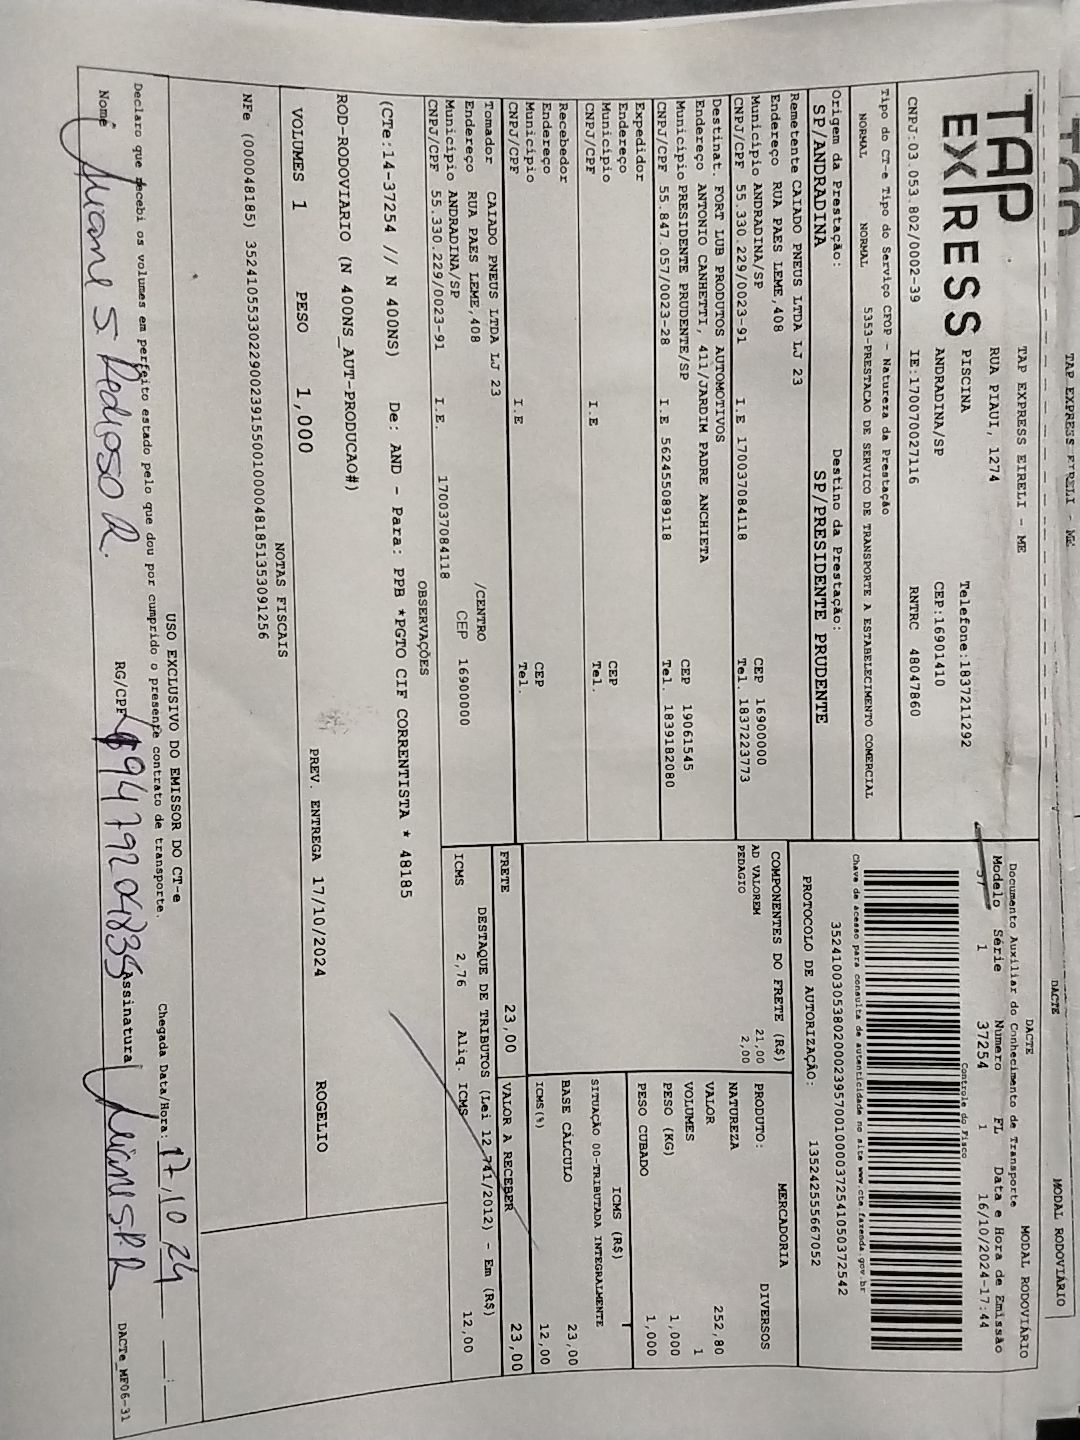 TAP EXPRESS EIRELI - ME
DACTE
MODAL RODOVIÁRIO
TAP
EXPRESS
TAP EXPRESS EIRELI - ME
RUA PIAUI, 1274
PISCINA
Telefone:1837211292
ANDRADINA/SP
CEP:16901410
CNPJ:03.053.802/0002-39
IE:170070027116
RNTRC 48047860
DACTE
MODAL RODOVIÁRIO
Documento Auxiliar do Conhecimento de Transporte
Modelo Série Numero FL Data e Hora de Emissão
57 1 37254 1 16/10/2024-17:44
Controle do Fisco
Chave de acesso para consulta de autenticidade no site www.cte.fazenda.gov.br
35241003053802000239570010000372541050372542
PROTOCOLO DE AUTORIZAÇÃO: 135242555667052
Tipo do CT-e Tipo do Serviço CFOP - Natureza da Prestação
NORMAL NORMAL 5353-PRESTACAO DE SERVICO DE TRANSPORTE A ESTABELECIMENTO COMERCIAL
Origem da Prestação: Destino da Prestação:
SP/ANDRADINA SP/PRESIDENTE PRUDENTE
Remetente CAIADO PNEUS LTDA LJ 23
Endereço RUA PAES LEME,408
Municipio ANDRADINA/SP CEP 16900000
CNPJ/CPF 55.330.229/0023-91 I.E 170037084118 Tel. 1837223773
Destinat. FORT LUB PRODUTOS AUTOMOTIVOS
Endereço ANTONIO CANHETTI, 411/JARDIM PADRE ANCHIETA
Municipio PRESIDENTE PRUDENTE/SP CEP 19061545
CNPJ/CPF 55.847.057/0023-28 I.E 562455089118 Tel. 1839182080
Expedidor
Endereço
Municipio CEP
CNPJ/CPF I.E Tel.
Recebedor
Endereço
Municipio CEP
CNPJ/CPF I.E Tel.
Tomador CAIADO PNEUS LTDA LJ 23
Endereço RUA PAES LEME,408 /CENTRO
Municipio ANDRADINA/SP CEP 16900000
CNPJ/CPF 55.330.229/0023-91 I.E. 170037084118
COMPONENTES DO FRETE (R$)
AD VALOREM 21,00
PEDAGIO 2,00
MERCADORIA
PRODUTO: DIVERSOS
NATUREZA
VALOR 252,80
VOLUMES 1
PESO (KG) 1,000
PESO CUBADO 1,000
ICMS (R$)
SITUAÇÃO 00-TRIBUTADA INTEGRALMENTE
BASE CÁLCULO 23,00
ICMS(%) 12,00
FRETE 23,00
VALOR A RECEBER 23,00
DESTAQUE DE TRIBUTOS (Lei 12.741/2012) - Em (R$)
ICMS 2,76 Aliq. ICMS 12,00
OBSERVAÇÕES
(CTe:14-37254 // N 400NS) De: AND - Para: PPB *PGTO CIF CORRENTISTA * 48185
ROD-RODOVIARIO (N 400NS_AUT-PRODUCAO#)
VOLUMES 1 PESO 1,000 PREV. ENTREGA 17/10/2024 ROGELIO
NOTAS FISCAIS
NFe (000048185) 35241055330229002391550010000481851353091256
USO EXCLUSIVO DO EMISSOR DO CT-e
Declaro que recebi os volumes em perfeito estado pelo que dou por cumprido o presente contrato de transporte.
Chegada Data/Hora: 17/10 24 __:__
Nome RG/CPF Assinatura
DACTe_MF06-31